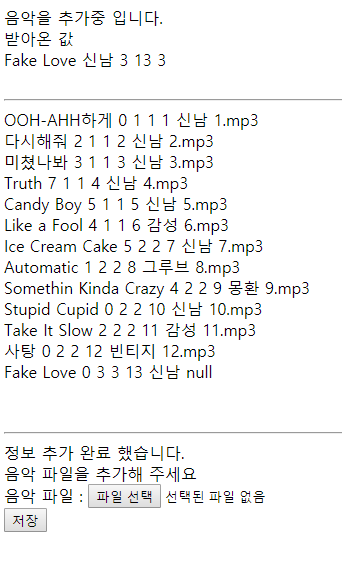 음악을 추가중 입니다.
받아온 값
Fake Love 신남 3 13 3
OOH-AHH하게 0 1 1 1 신남 1.mp3
다시해줘 2 1 1 2 신남 2.mp3
미쳤나봐 3 1 1 3 신남 3.mp3
Truth 7 1 1 4 신남 4.mp3
Candy Boy 5 1 1 5 신남 5.mp3
Like a Fool 4 1 1 6 감성 6.mp3
Ice Cream Cake 5 2 2 7 신남 7.mp3
Automatic 1 2 2 8 그루브 8.mp3
Somethin Kinda Crazy 4 2 2 9 몽환 9.mp3
Stupid Cupid 0 2 2 10 신남 10.mp3
Take It Slow 2 2 2 11 감성 11.mp3
사탕 0 2 2 12 빈티지 12.mp3
Fake Love 0 3 3 13 신남 null
정보 추가 완료 했습니다.
음악 파일을 추가해 주세요
음악 파일 : 파일 선택 선택된 파일 없음
저장